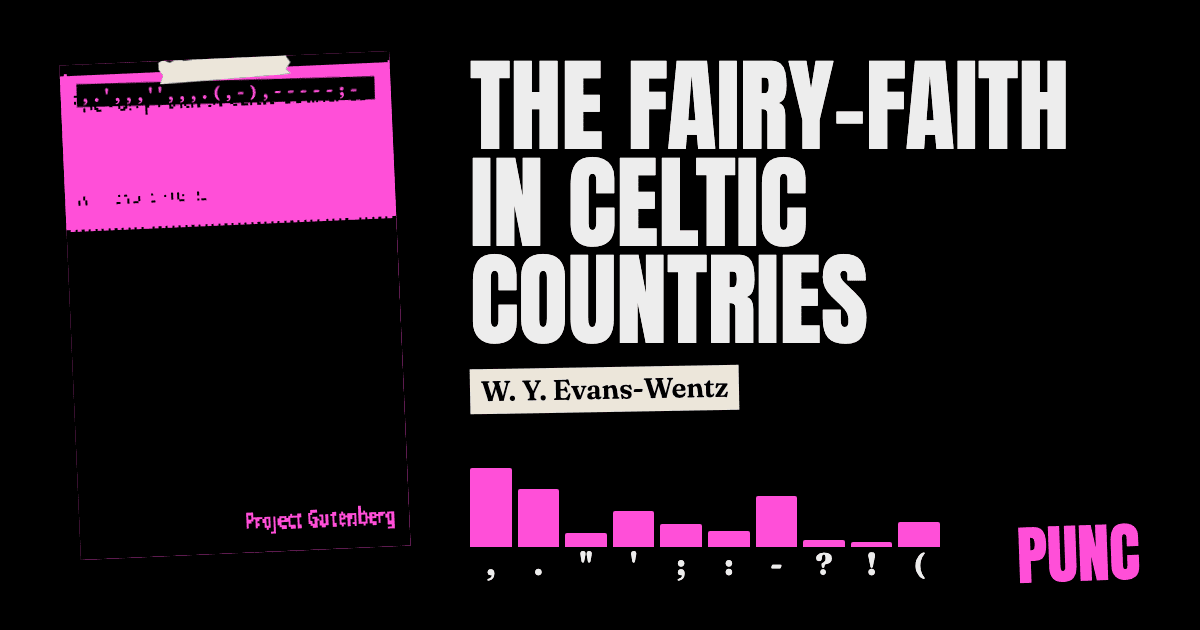 ,.',,,'',,,.(,-),-----;-
THE FAIRY-FAITH
IN CELTIC
COUNTRIES
W. Y. Evans-Wentz
Project Gutenberg
, . " ' ; : - ? ! (
PUNC